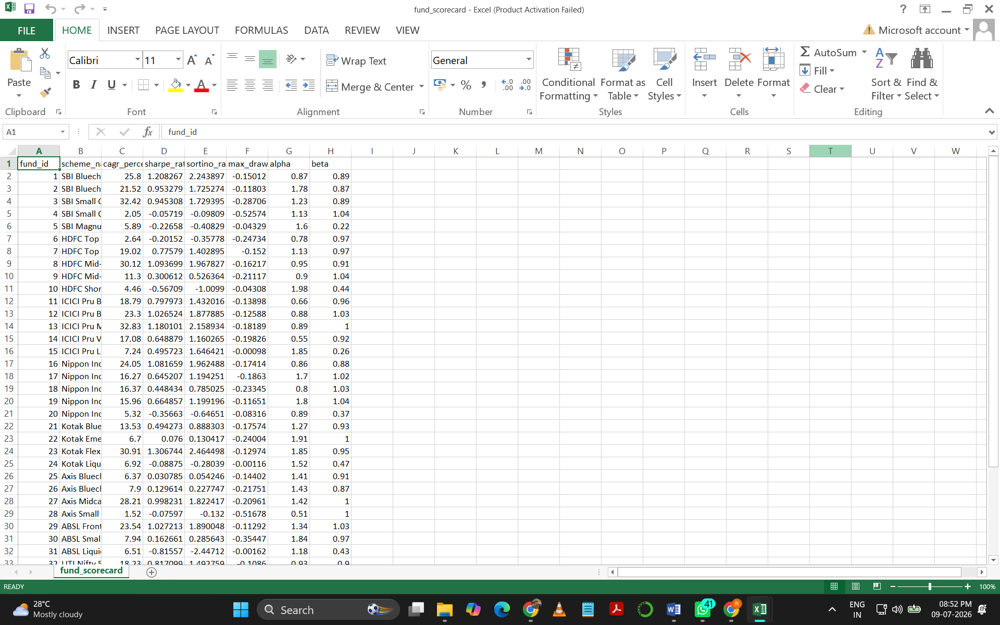 fund_scorecard - Excel (Product Activation Failed)
FILE HOME INSERT PAGE LAYOUT FORMULAS DATA REVIEW VIEW Microsoft account
Calibri 11 Wrap Text General AutoSum
Paste B I U Merge & Center Conditional Formatting Format as Table Cell Styles Insert Delete Format Fill Clear Sort & Filter Find & Select
Clipboard Font Alignment Number Styles Cells Editing
A1 fx fund_id
A B C D E F G H I J K L M N O P Q R S T U V W
1 fund_id scheme_na cagr_perce sharpe_rat sortino_ra max_draw alpha beta
2 1 SBI Bluech 25.8 1.208267 2.243897 -0.15012 0.87 0.89
3 2 SBI Bluech 21.52 0.953279 1.725274 -0.11803 1.78 0.87
4 3 SBI Small C 32.42 0.945308 1.729395 -0.28706 1.23 0.89
5 4 SBI Small C 2.05 -0.05719 -0.09809 -0.52574 1.13 1.04
6 5 SBI Magnu 5.89 -0.22658 -0.40829 -0.04329 1.6 0.22
7 6 HDFC Top 2.64 -0.20152 -0.35778 -0.24734 0.78 0.97
8 7 HDFC Top 19.02 0.77579 1.402895 -0.152 1.13 0.97
9 8 HDFC Mid- 30.12 1.093699 1.967827 -0.16217 0.95 0.91
10 9 HDFC Mid- 11.3 0.300612 0.526364 -0.21117 0.9 1.04
11 10 HDFC Shor 4.46 -0.56709 -1.0099 -0.04308 1.98 0.44
12 11 ICICI Pru B 18.79 0.797973 1.432016 -0.13898 0.66 0.96
13 12 ICICI Pru B 23.3 1.026524 1.877885 -0.12588 0.88 1.03
14 13 ICICI Pru M 32.83 1.180101 2.158934 -0.18189 0.89 1
15 14 ICICI Pru V 17.08 0.648879 1.160265 -0.19826 0.55 0.92
16 15 ICICI Pru L 7.24 0.495723 1.646421 -0.00098 1.85 0.26
17 16 Nippon Ind 24.05 1.081659 1.962488 -0.17414 0.86 0.88
18 17 Nippon Ind 16.27 0.645207 1.194251 -0.1863 1.7 1.02
19 18 Nippon Ind 16.37 0.448434 0.785025 -0.23345 0.8 1.03
20 19 Nippon Ind 15.96 0.664857 1.199196 -0.11651 1.8 1.04
21 20 Nippon Ind 5.32 -0.35663 -0.64651 -0.08316 0.89 0.37
22 21 Kotak Blue 13.53 0.494273 0.888303 -0.17574 1.27 0.93
23 22 Kotak Eme 6.7 0.076 0.130417 -0.24004 1.91 1
24 23 Kotak Flex 30.91 1.306744 2.464498 -0.12974 1.85 0.95
25 24 Kotak Liqu 6.92 -0.08875 -0.28039 -0.00116 1.52 0.47
26 25 Axis Bluecl 6.37 0.030785 0.054246 -0.14402 1.41 0.91
27 26 Axis Bluecl 7.9 0.129614 0.227747 -0.21751 1.43 0.87
28 27 Axis Midca 28.21 0.998231 1.822417 -0.20961 1.42 1
29 28 Axis Small 1.52 -0.07597 -0.132 -0.51678 0.51 1
30 29 ABSL Front 23.54 1.027213 1.890048 -0.11292 1.34 1.03
31 30 ABSL Smal 7.94 0.162661 0.285643 -0.35447 1.84 0.97
32 31 ABSL Liqui 6.51 -0.81557 -2.44712 -0.00162 1.18 0.43
33 32 UTI Nifty 5 18.23 0.817099 1.492759 -0.1086 0.93 0.9
fund_scorecard
READY 100%
28°C
Mostly cloudy
Search
41
R
ENG
IN
08:52 PM
09-07-2026